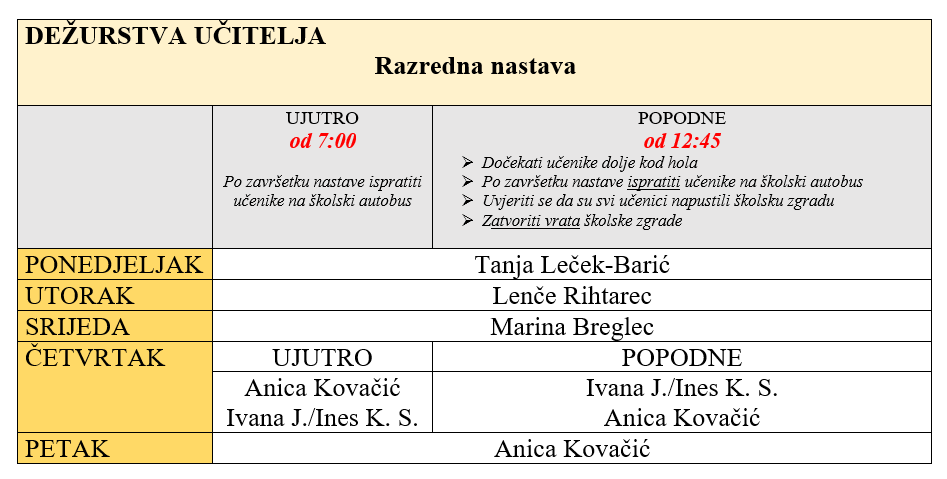 DEŽURSTVA UČITELJA
Razredna nastava
UJUTRO
od 7:00
Po završetku nastave ispratiti
učenike na školski autobus
POPODNE
od 12:45
➢ Dočekati učenike dolje kod hola
➢ Po završetku nastave ispratiti učenike na školski autobus
➢ Uvjeriti se da su svi učenici napustili školsku zgradu
➢ Zatvoriti vrata školske zgrade
PONEDJELJAK Tanja Leček-Barić
UTORAK Lenče Rihtarec
SRIJEDA Marina Breglec
ČETVRTAK UJUTRO POPODNE
Anica Kovačić Ivana J./Ines K. S.
Ivana J./Ines K. S. Anica Kovačić
PETAK Anica Kovačić